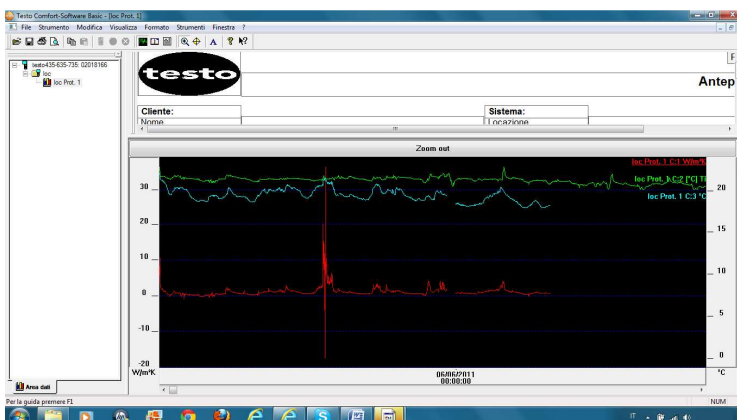 Testo Comfort-Software Basic - [loc Prot. 1]
File Strumento Modifica Visualizza Formato Strumenti Finestra ?
testo435-635-735: 02018166
loc
loc Prot. 1
testo
Antep
Cliente:
Sistema:
Nome
Locazione
Zoom out
loc Prot. 1 C:1 W/m²K
loc Prot. 1 C:2 [°C] Ti
loc Prot. 1 C:3 °C
30
20
10
0
-10
-20
W/m²K
20
15
10
5
0
°C
06/06/2011
00:00:00
Area dati
Per la guida premere F1
NUM
IT